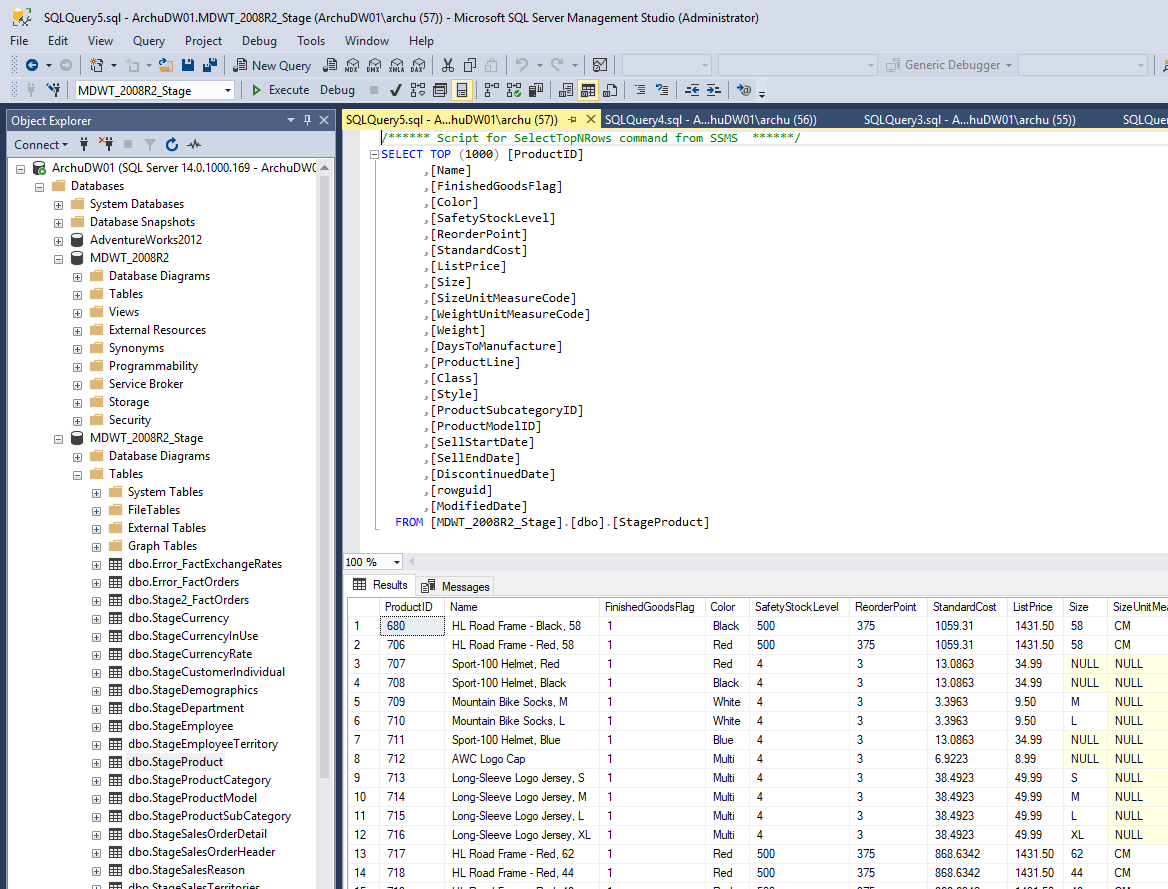 SQLQuery5.sql - ArchuDW01.MDWT_2008R2_Stage (ArchuDW01\archu (57)) - Microsoft SQL Server Management Studio (Administrator)
File Edit View Query Project Debug Tools Window Help
New Query MDX DMX XMLA DAX Generic Debugger
MDWT_2008R2_Stage Execute Debug
Object Explorer
Connect
ArchuDW01 (SQL Server 14.0.1000.169 - ArchuDW0
Databases
System Databases
Database Snapshots
AdventureWorks2012
MDWT_2008R2
Database Diagrams
Tables
Views
External Resources
Synonyms
Programmability
Service Broker
Storage
Security
MDWT_2008R2_Stage
Database Diagrams
Tables
System Tables
FileTables
External Tables
Graph Tables
dbo.Error_FactExchangeRates
dbo.Error_FactOrders
dbo.Stage2_FactOrders
dbo.StageCurrency
dbo.StageCurrencyInUse
dbo.StageCurrencyRate
dbo.StageCustomerIndividual
dbo.StageDemographics
dbo.StageDepartment
dbo.StageEmployee
dbo.StageEmployeeTerritory
dbo.StageProduct
dbo.StageProductCategory
dbo.StageProductModel
dbo.StageProductSubCategory
dbo.StageSalesOrderDetail
dbo.StageSalesOrderHeader
dbo.StageSalesReason
dbo.StageSalesTerritories
SQLQuery5.sql - A...huDW01\archu (57)) SQLQuery4.sql - A...huDW01\archu (56)) SQLQuery3.sql - A...huDW01\archu (55)) SQLQue
/****** Script for SelectTopNRows command from SSMS ******/
SELECT TOP (1000) [ProductID]
,[Name]
,[FinishedGoodsFlag]
,[Color]
,[SafetyStockLevel]
,[ReorderPoint]
,[StandardCost]
,[ListPrice]
,[Size]
,[SizeUnitMeasureCode]
,[WeightUnitMeasureCode]
,[Weight]
,[DaysToManufacture]
,[ProductLine]
,[Class]
,[Style]
,[ProductSubcategoryID]
,[ProductModelID]
,[SellStartDate]
,[SellEndDate]
,[DiscontinuedDate]
,[rowguid]
,[ModifiedDate]
FROM [MDWT_2008R2_Stage].[dbo].[StageProduct]
100 %
Results Messages
ProductID Name FinishedGoodsFlag Color SafetyStockLevel ReorderPoint StandardCost ListPrice Size SizeUnitMea
1 680 HL Road Frame - Black, 58 1 Black 500 375 1059.31 1431.50 58 CM
2 706 HL Road Frame - Red, 58 1 Red 500 375 1059.31 1431.50 58 CM
3 707 Sport-100 Helmet, Red 1 Red 4 3 13.0863 34.99 NULL NULL
4 708 Sport-100 Helmet, Black 1 Black 4 3 13.0863 34.99 NULL NULL
5 709 Mountain Bike Socks, M 1 White 4 3 3.3963 9.50 M NULL
6 710 Mountain Bike Socks, L 1 White 4 3 3.3963 9.50 L NULL
7 711 Sport-100 Helmet, Blue 1 Blue 4 3 13.0863 34.99 NULL NULL
8 712 AWC Logo Cap 1 Multi 4 3 6.9223 8.99 NULL NULL
9 713 Long-Sleeve Logo Jersey, S 1 Multi 4 3 38.4923 49.99 S NULL
10 714 Long-Sleeve Logo Jersey, M 1 Multi 4 3 38.4923 49.99 M NULL
11 715 Long-Sleeve Logo Jersey, L 1 Multi 4 3 38.4923 49.99 L NULL
12 716 Long-Sleeve Logo Jersey, XL 1 Multi 4 3 38.4923 49.99 XL NULL
13 717 HL Road Frame - Red, 62 1 Red 500 375 868.6342 1431.50 62 CM
14 718 HL Road Frame - Red, 44 1 Red 500 375 868.6342 1431.50 44 CM